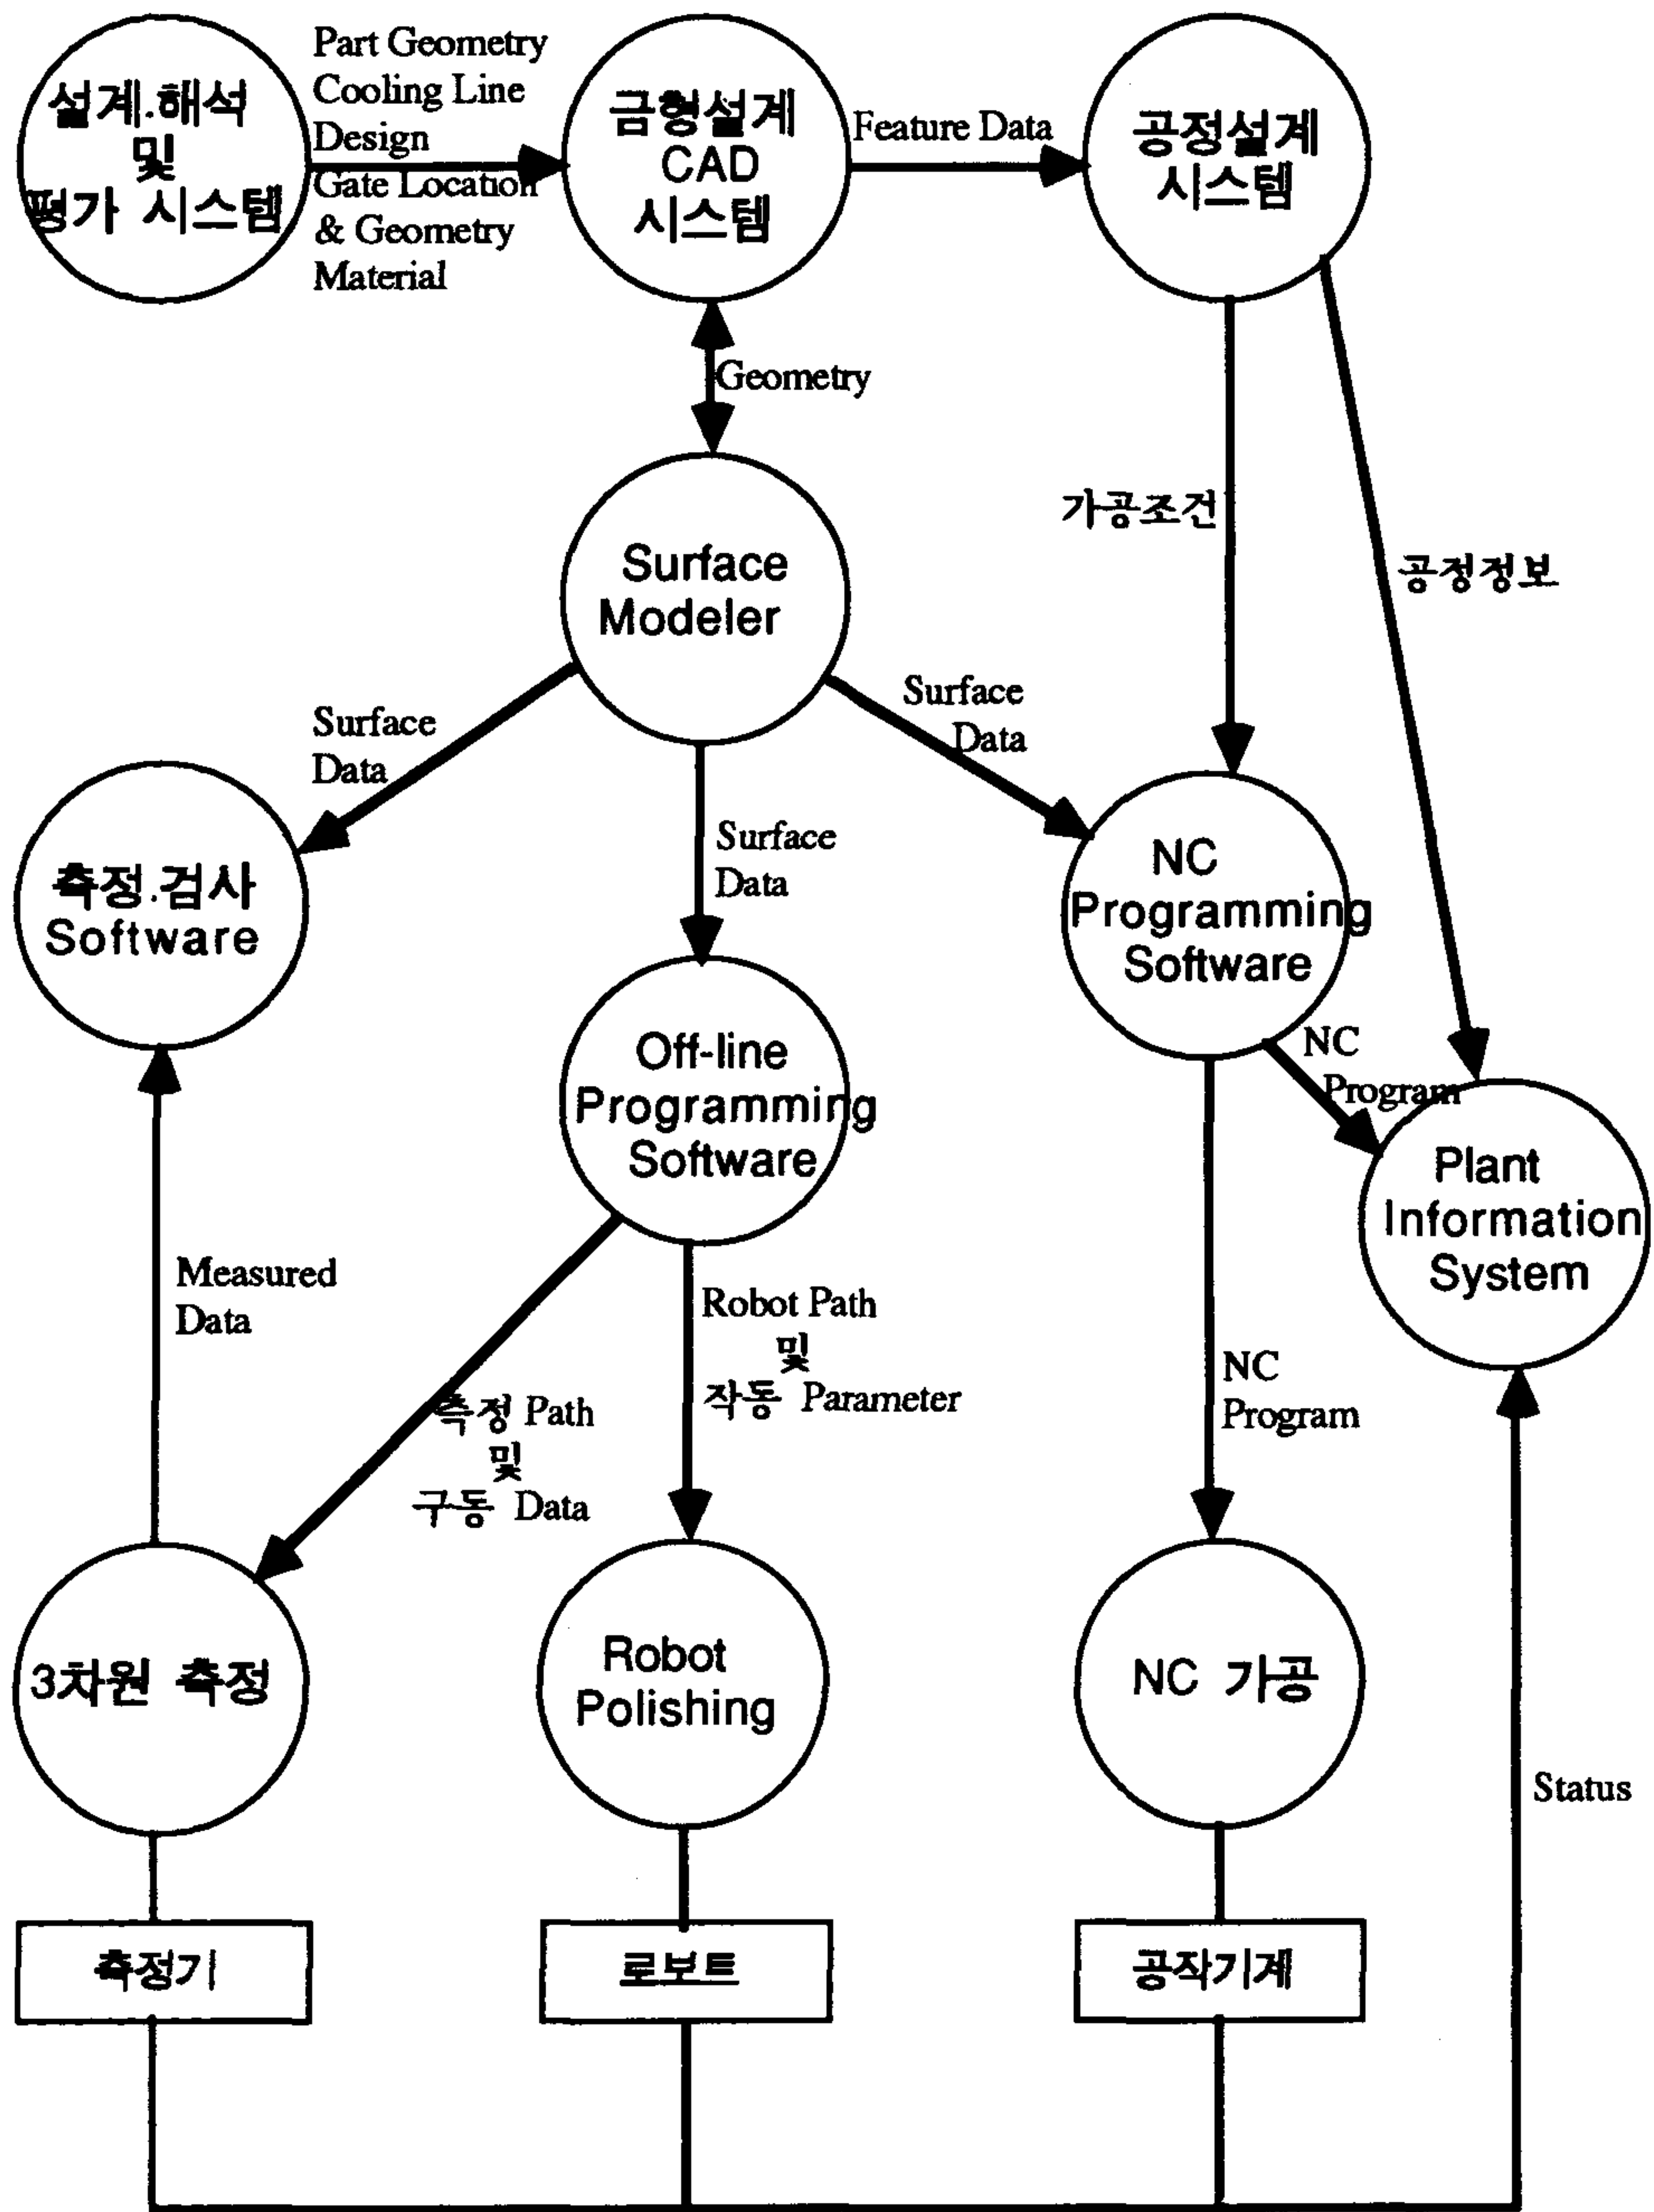 설계.해석
및
평가 시스템
Part Geometry
Cooling Line
Design
Gate Location
& Geometry
Material
금형설계
CAD
시스템
Feature Data
공정설계
시스템
Geometry
가공조건
공정정보
Surface
Modeler
Surface
Data
Surface
Data
Surface
Data
측정.검사
Software
NC
Programming
Software
Off-line
Programming
Software
NC
Program
Plant
Information
System
Measured
Data
Robot Path
및
작동 Parameter
측정 Path
및
구동 Data
NC
Program
3차원 측정
Robot
Polishing
NC 가공
Status
측정기
로보트
공작기계